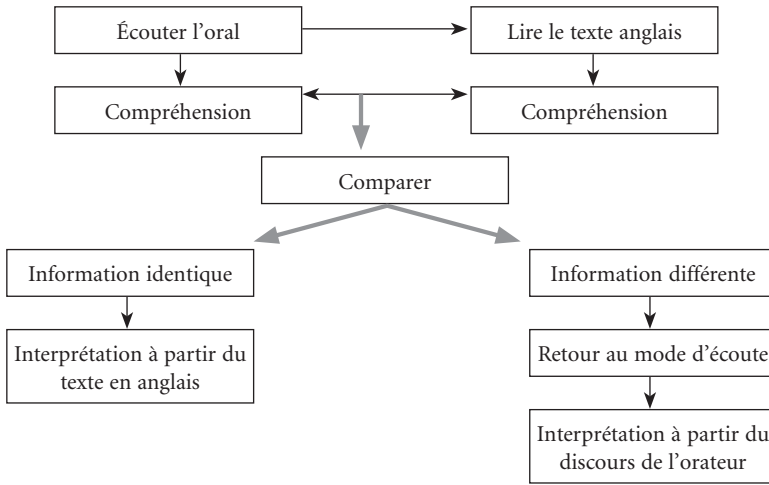 Écouter l’oral
Lire le texte anglais
Compréhension
Compréhension
Comparer
Information identique
Information différente
Interprétation à partir du
texte en anglais
Retour au mode d’écoute
Interprétation à partir du
discours de l’orateur